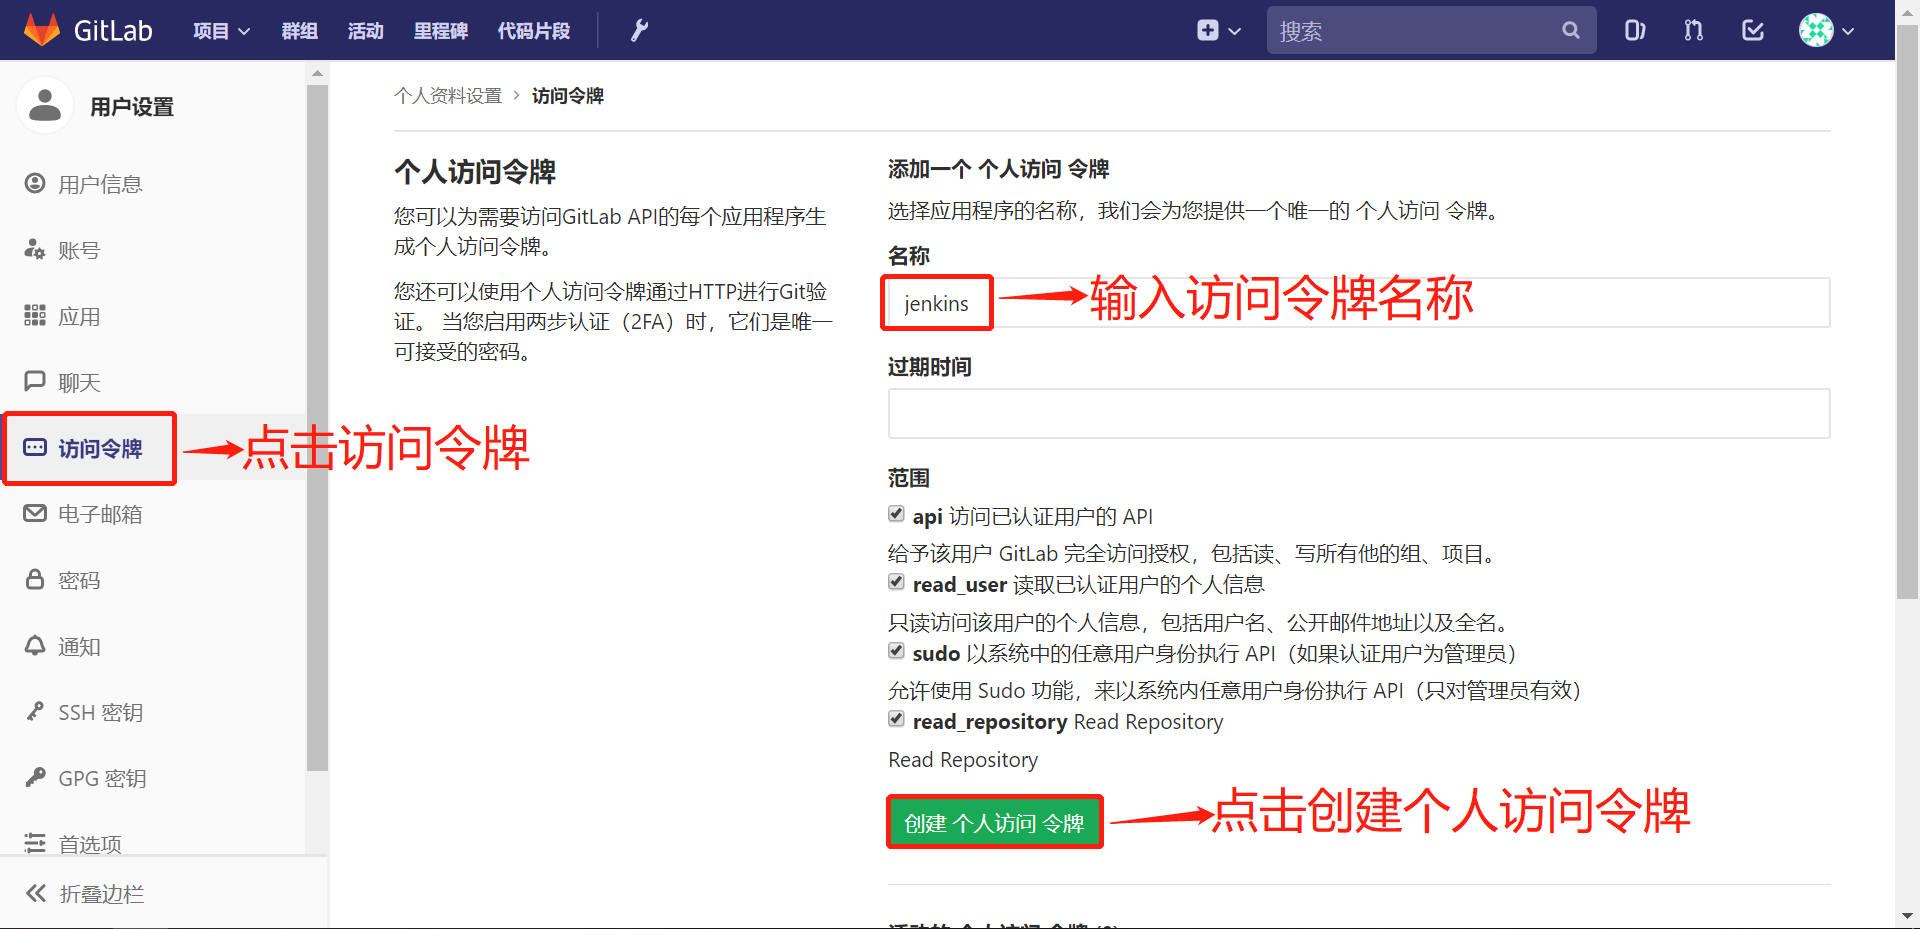 GitLab 项目 群组 活动 里程碑 代码片段 搜索
用户设置
用户信息
账号
应用
聊天
访问令牌
点击访问令牌
电子邮箱
密码
通知
SSH 密钥
GPG 密钥
首选项
折叠边栏
个人资料设置 › 访问令牌
个人访问令牌
您可以为需要访问GitLab API的每个应用程序生
成个人访问令牌。
您还可以使用个人访问令牌通过HTTP进行Git验
证。 当您启用两步认证（2FA）时，它们是唯一
可接受的密码。
添加一个 个人访问 令牌
选择应用程序的名称，我们会为您提供一个唯一的 个人访问 令牌。
名称
jenkins
输入访问令牌名称
过期时间
范围
api 访问已认证用户的 API
给予该用户 GitLab 完全访问授权，包括读、写所有他的组、项目。
read_user 读取已认证用户的个人信息
只读访问该用户的个人信息，包括用户名、公开邮件地址以及全名。
sudo 以系统中的任意用户身份执行 API（如果认证用户为管理员）
允许使用 Sudo 功能，来以系统内任意用户身份执行 API（只对管理员有效）
read_repository Read Repository
Read Repository
创建 个人访问 令牌
点击创建个人访问令牌
活动的 个人访问 令牌